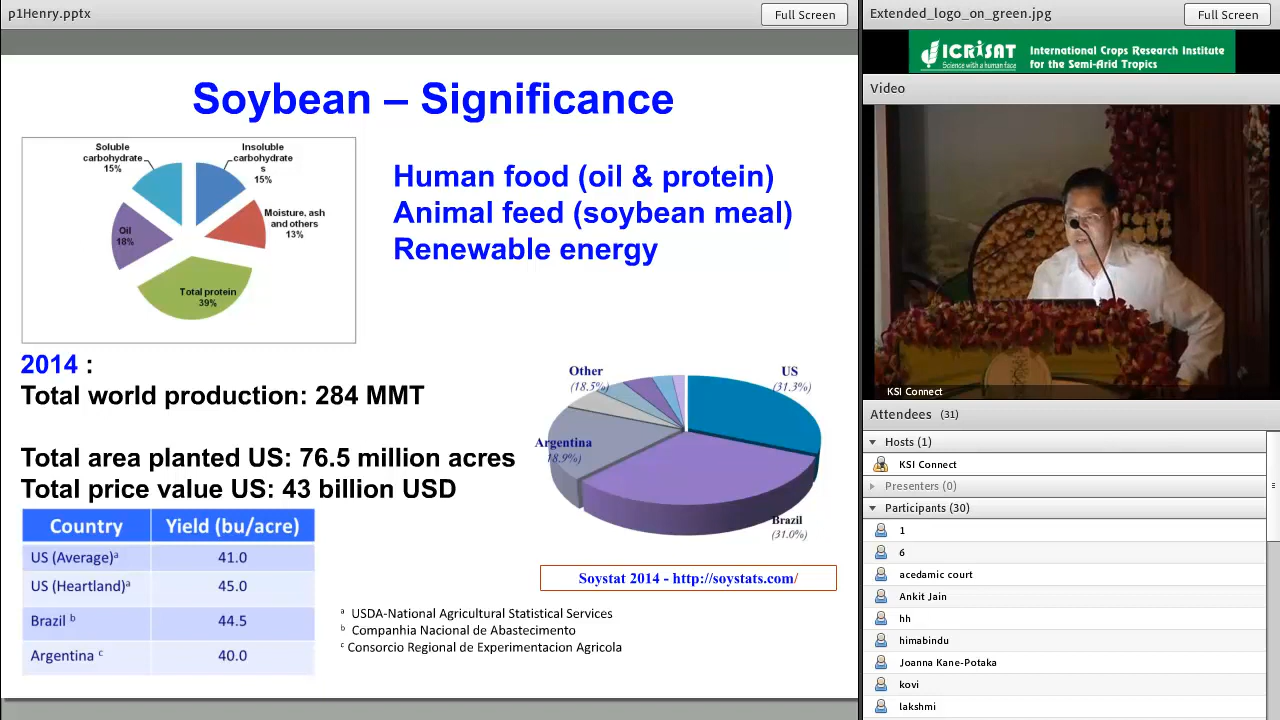 p1Henry.pptx
Full Screen
Soybean – Significance
Soluble
carbohydrate
15%
Insoluble
carbohydrate
s
15%
Moisture, ash
and others
13%
Oil
18%
Total protein
39%
Human food (oil & protein)
Animal feed (soybean meal)
Renewable energy
2014 :
Total world production: 284 MMT
Total area planted US: 76.5 million acres
Total price value US: 43 billion USD
Other
(18.5%)
US
(31.3%)
Argentina
18.9%)
Brazil
(31.0%)
Country Yield (bu/acre)
US (Average)ᵃ 41.0
US (Heartland)ᵃ 45.0
Brazil ᵇ 44.5
Argentina ᶜ 40.0
Soystat 2014 - http://soystats.com/
ᵃ USDA-National Agricultural Statistical Services
ᵇ Companhia Nacional de Abastecimento
ᶜ Consorcio Regional de Experimentacion Agricola
Extended_logo_on_green.jpg
Full Screen
ICRISAT
Science with a human face
International Crops Research Institute
for the Semi-Arid Tropics
Video
KSI Connect
Attendees (31)
Hosts (1)
KSI Connect
Presenters (0)
Participants (30)
1
6
acedamic court
Ankit Jain
hh
himabindu
Joanna Kane-Potaka
kovi
lakshmi